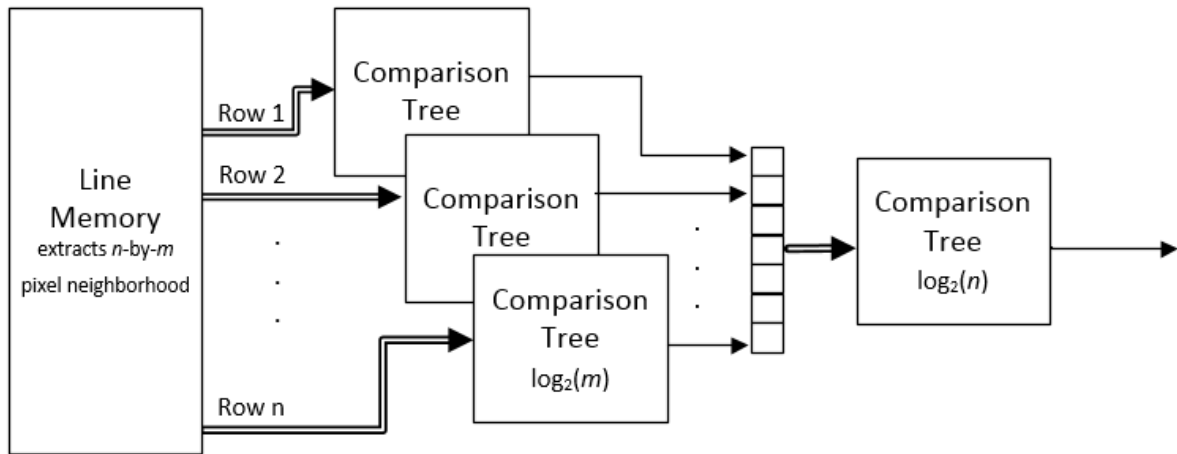 Line
Memory
extracts n-by-m
pixel neighborhood
Row 1
Row 2
Row n
Comparison
Tree
Comparison
Tree
Comparison
Tree
log₂(m)
Comparison
Tree
log₂(n)